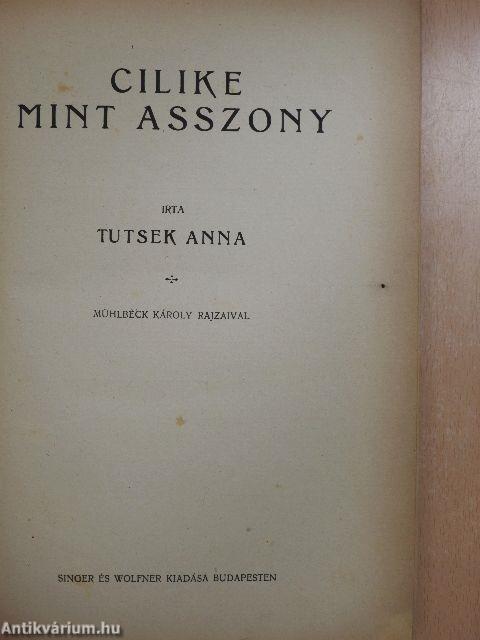 CILIKE
MINT ASSZONY
IRTA
TUTSEK ANNA
MÜHLBECK KÁROLY RAJZAIVAL
SINGER ÉS WOLFNER KIADÁSA BUDAPESTEN
Antikvárium.hu